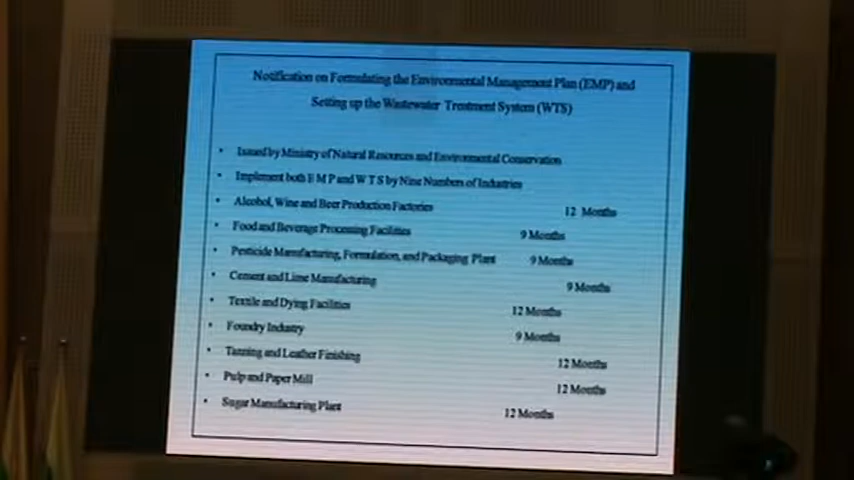 Notification on Formulating the Environmental Management Plan (EMP) and
Setting up the Wastewater Treatment System (WTS)
• Issued by Ministry of Natural Resources and Environmental Conservation
• Implement both E M P and W T S by Nine Numbers of Industries
• Alcohol, Wine and Beer Production Factories 12 Months
• Food and Beverage Processing Facilities 9 Months
• Pesticide Manufacturing, Formulation, and Packaging Plant 9 Months
• Cement and Lime Manufacturing 9 Months
• Textile and Dying Facilities 12 Months
• Foundry Industry 9 Months
• Tanning and Leather Finishing 12 Months
• Pulp and Paper Mill 12 Months
• Sugar Manufacturing Plant 12 Months